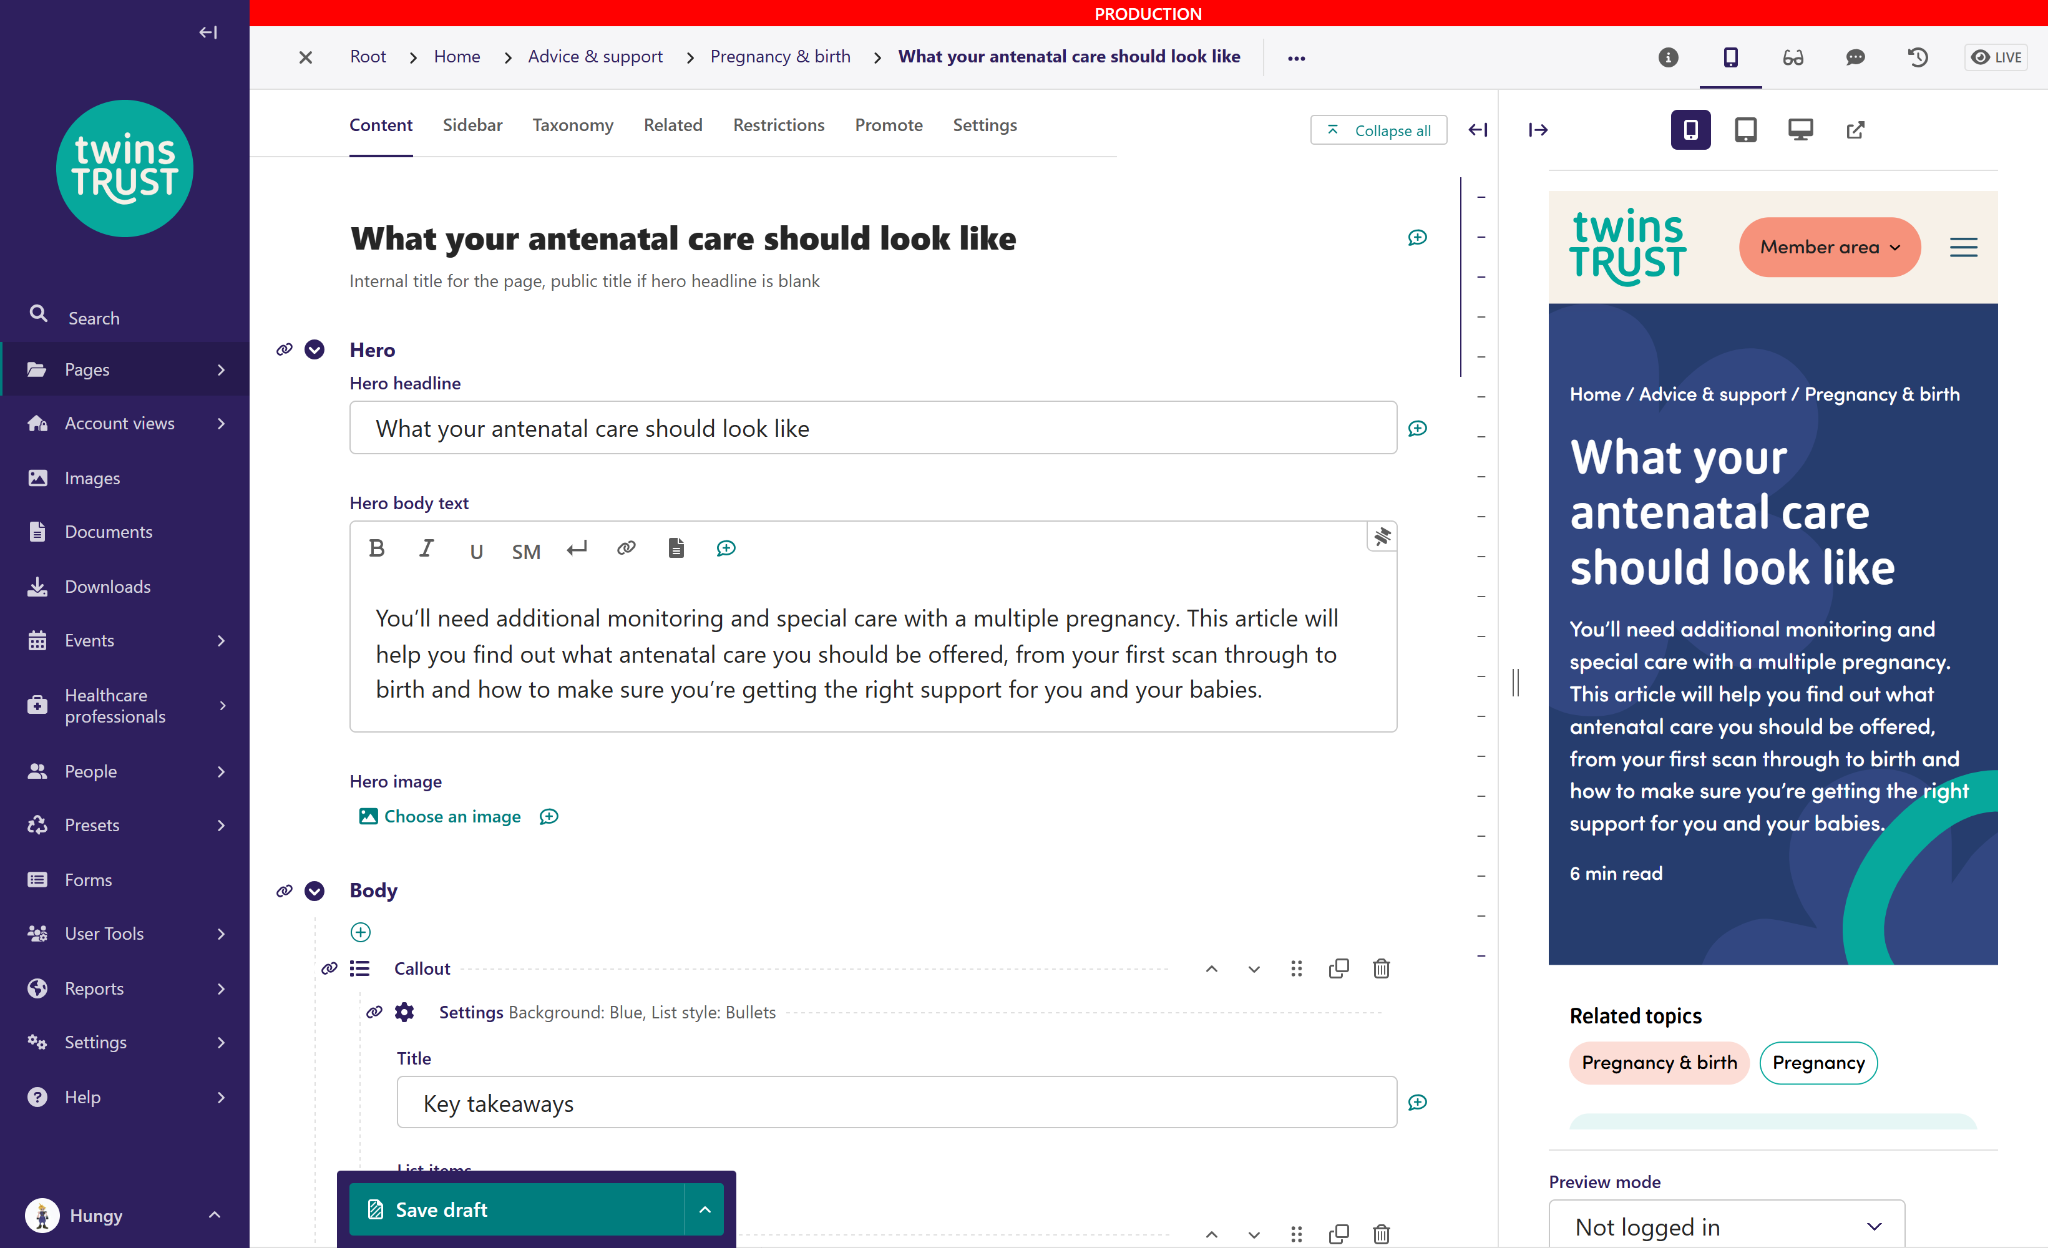 PRODUCTION
Root
Home
Advice & support
Pregnancy & birth
What your antenatal care should look like
LIVE
twins
TRUST
Search
Pages
Account views
Images
Documents
Downloads
Events
Healthcare
professionals
People
Presets
Forms
User Tools
Reports
Settings
Help
Hungy
Content
Sidebar
Taxonomy
Related
Restrictions
Promote
Settings
Collapse all
What your antenatal care should look like
Internal title for the page, public title if hero headline is blank
Hero
Hero headline
What your antenatal care should look like
Hero body text
B I U SM
You’ll need additional monitoring and special care with a multiple pregnancy. This article will
help you find out what antenatal care you should be offered, from your first scan through to
birth and how to make sure you’re getting the right support for you and your babies.
Hero image
Choose an image
Body
Callout
Settings Background: Blue, List style: Bullets
Title
Key takeaways
List items
Save draft
twins
TRUST
Member area
Home / Advice & support / Pregnancy & birth
What your
antenatal care
should look like
You’ll need additional monitoring and
special care with a multiple pregnancy.
This article will help you find out what
antenatal care you should be offered,
from your first scan through to birth and
how to make sure you’re getting the right
support for you and your babies.
6 min read
Related topics
Pregnancy & birth
Pregnancy
Preview mode
Not logged in